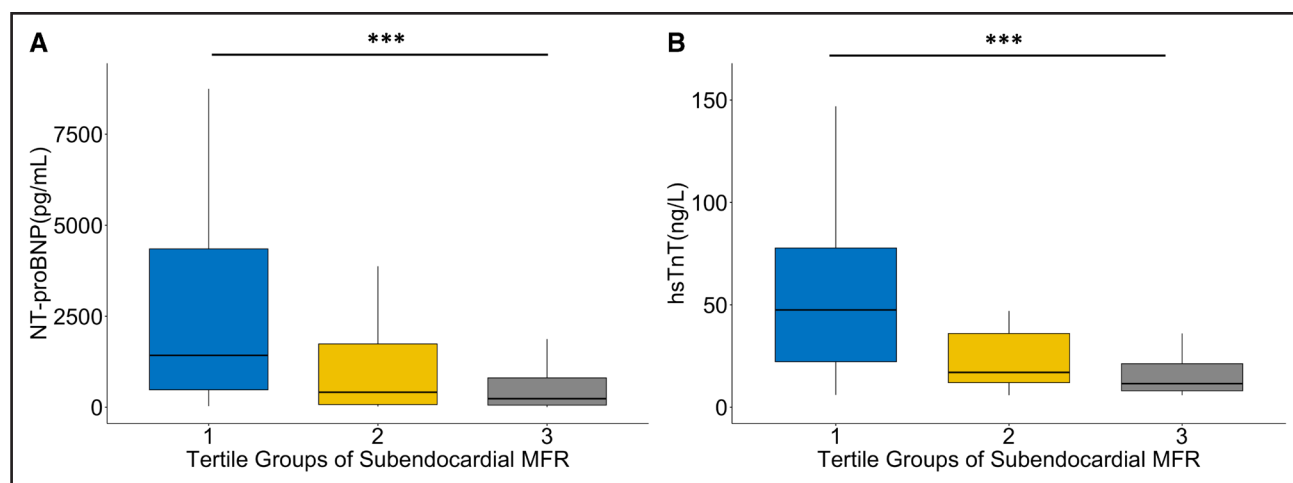 A
***
NT-proBNP(pg/mL)
7500
5000
2500
0
1 2 3
Tertile Groups of Subendocardial MFR
B
***
hsTnT(ng/L)
150
100
50
0
1 2 3
Tertile Groups of Subendocardial MFR